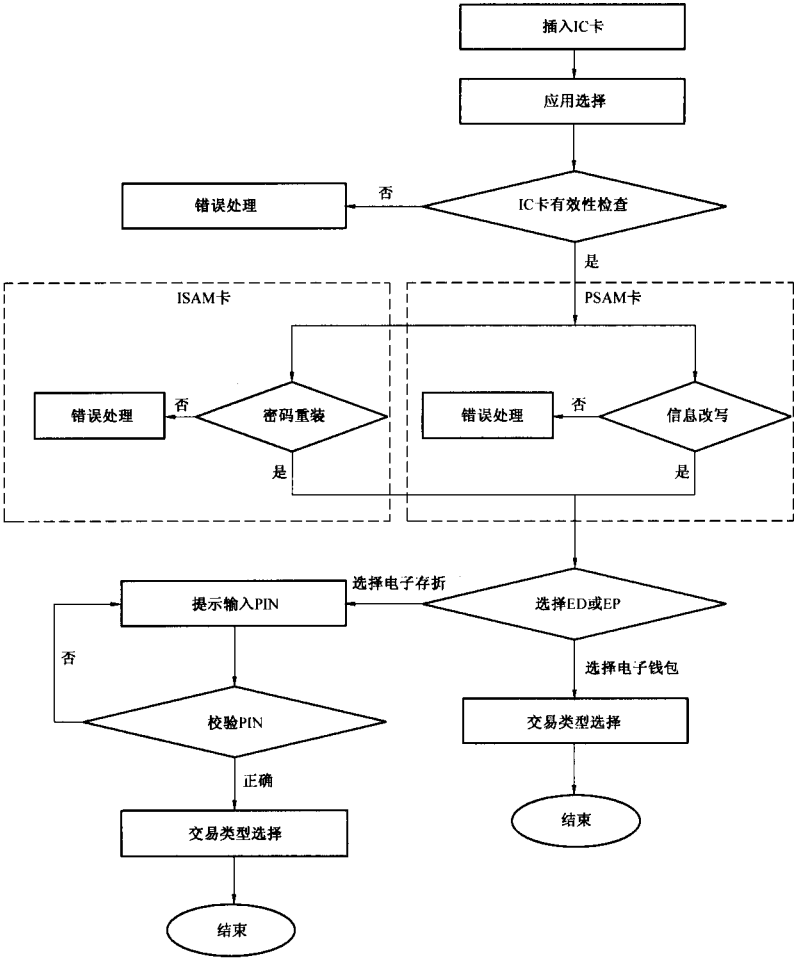 插入IC卡
应用选择
否
错误处理
IC卡有效性检查
是
ISAM卡
PSAM卡
错误处理
否
密码重装
错误处理
否
信息改写
是
是
选择电子存折
提示输入PIN
选择ED或EP
否
选择电子钱包
校验PIN
交易类型选择
正确
交易类型选择
结束
结束